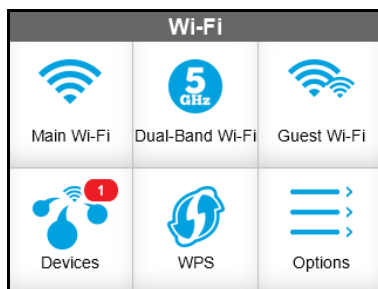 Wi-Fi
5
GHz
Main Wi-Fi
Dual-Band Wi-Fi
Guest Wi-Fi
1
Devices
WPS
Options